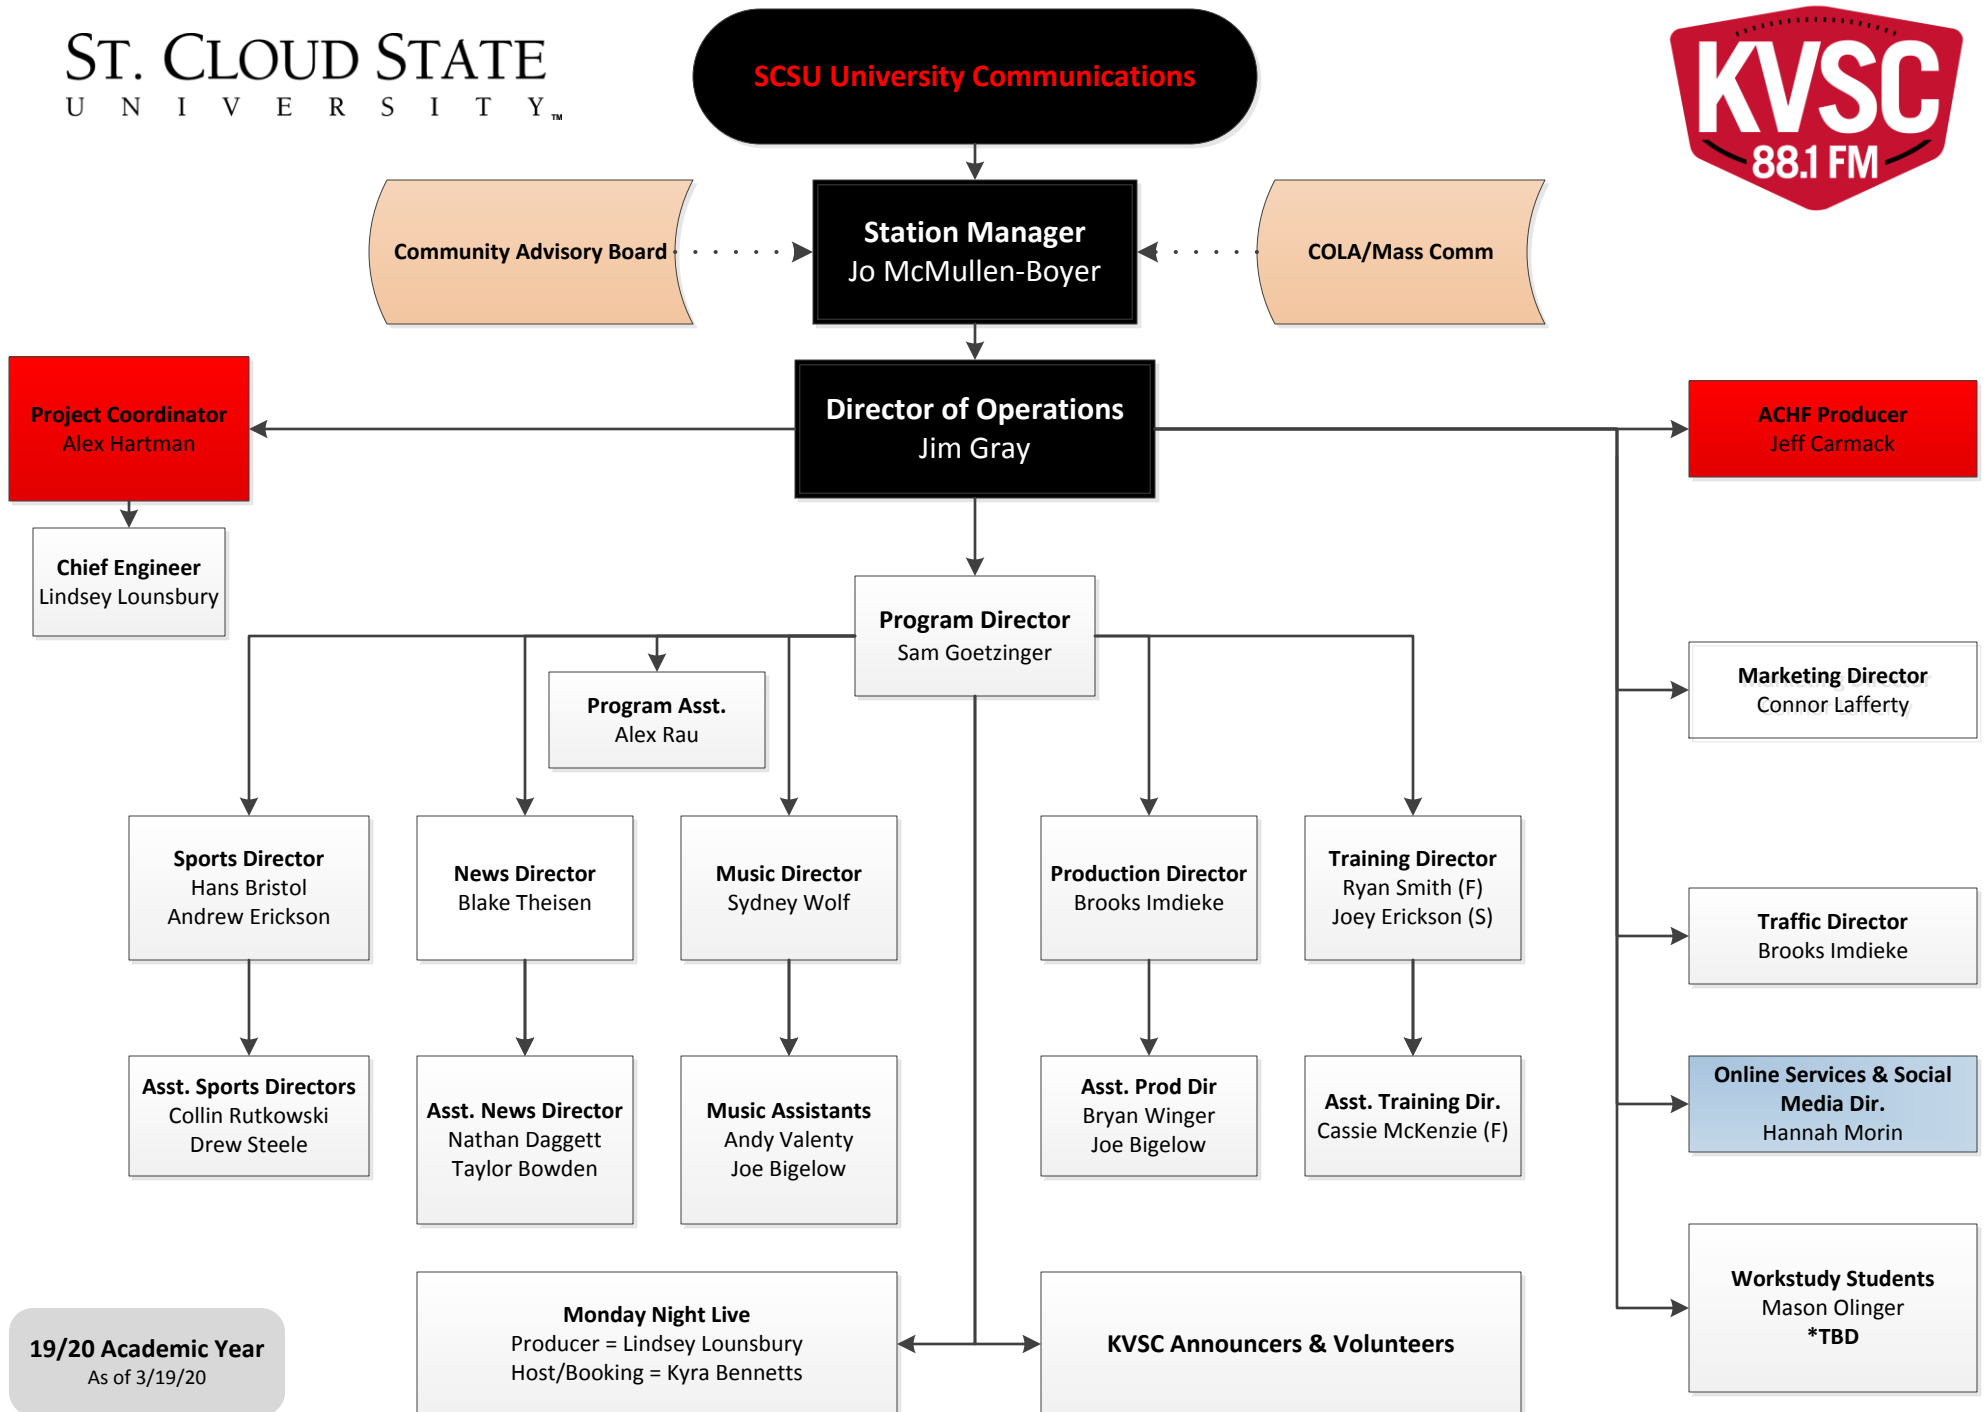 ST. CLOUD STATE
UNIVERSITY™
SCSU University Communications
KVSC
88.1 FM
Community Advisory Board
Station Manager
Jo McMullen-Boyer
COLA/Mass Comm
Project Coordinator
Alex Hartman
Director of Operations
Jim Gray
ACHF Producer
Jeff Carmack
Chief Engineer
Lindsey Lounsbury
Program Director
Sam Goetzinger
Marketing Director
Connor Lafferty
Program Asst.
Alex Rau
Sports Director
Hans Bristol
Andrew Erickson
News Director
Blake Theisen
Music Director
Sydney Wolf
Production Director
Brooks Imdieke
Training Director
Ryan Smith (F)
Joey Erickson (S)
Traffic Director
Brooks Imdieke
Asst. Sports Directors
Collin Rutkowski
Drew Steele
Asst. News Director
Nathan Daggett
Taylor Bowden
Music Assistants
Andy Valenty
Joe Bigelow
Asst. Prod Dir
Bryan Winger
Joe Bigelow
Asst. Training Dir.
Cassie McKenzie (F)
Online Services & Social
Media Dir.
Hannah Morin
Workstudy Students
Mason Olinger
*TBD
Monday Night Live
Producer = Lindsey Lounsbury
Host/Booking = Kyra Bennetts
KVSC Announcers & Volunteers
19/20 Academic Year
As of 3/19/20